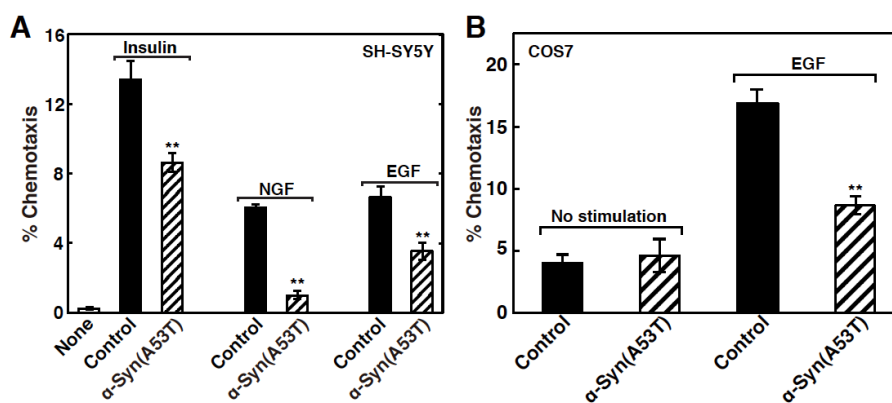 A
SH-SY5Y
% Chemotaxis
16
12
8
4
0
Insulin
**
NGF
**
EGF
**
None
Control
α-Syn(A53T)
Control
α-Syn(A53T)
Control
α-Syn(A53T)
B
COS7
% Chemotaxis
20
15
10
5
0
No stimulation
EGF
**
Control
α-Syn(A53T)
Control
α-Syn(A53T)